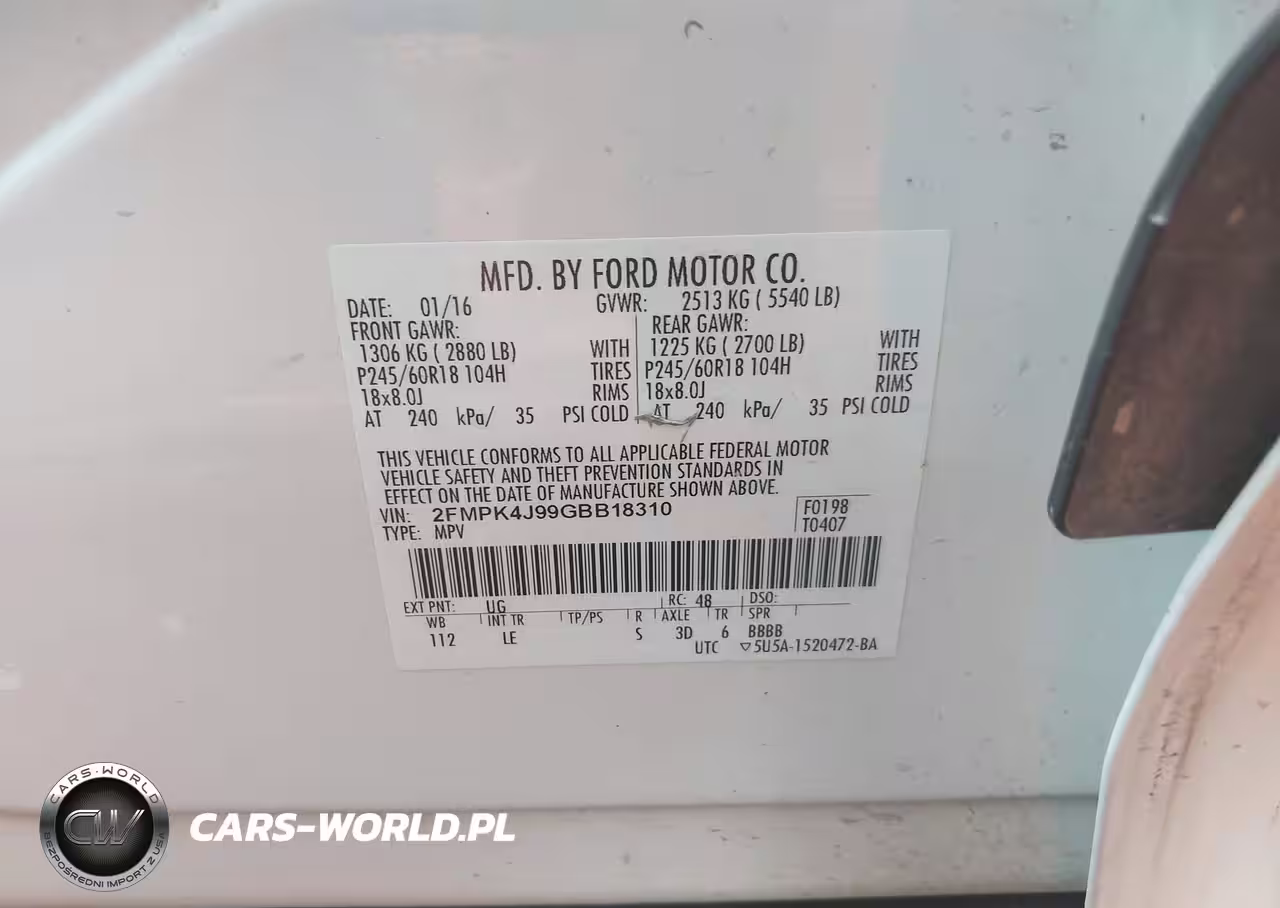 MFD. BY FORD MOTOR CO.
DATE: 01/16 GVWR: 2513 KG ( 5540 LB)
FRONT GAWR: REAR GAWR:
1306 KG ( 2880 LB) WITH 1225 KG ( 2700 LB) WITH
P245/60R18 104H TIRES P245/60R18 104H TIRES
18x8.0J RIMS 18x8.0J RIMS
AT 240 kPa/ 35 PSI COLD AT 240 kPa/ 35 PSI COLD
THIS VEHICLE CONFORMS TO ALL APPLICABLE FEDERAL MOTOR
VEHICLE SAFETY AND THEFT PREVENTION STANDARDS IN
EFFECT ON THE DATE OF MANUFACTURE SHOWN ABOVE.
VIN: 2FMPK4J99GBB18310 F0198
TYPE: MPV T0407
EXT PNT: UG RC: 48 DSO:
WB INT TR TP/PS R AXLE TR SPR
112 LE S 3D 6 BBBB
UTC ▽5U5A-1520472-BA
CARS-WORLD
CW
BEZPOŚREDNI IMPORT Z USA
CARS-WORLD.PL